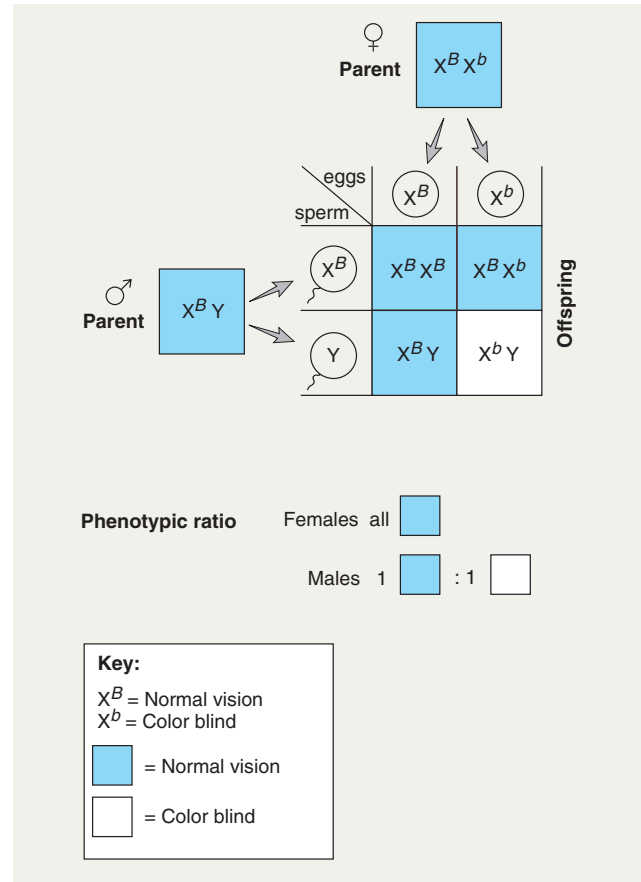 ♀
Parent
X^B X^b
eggs
sperm
X^B
X^b
X^B
X^B X^B
X^B X^b
♂
Parent
X^B Y
Y
X^B Y
X^b Y
Offspring
Phenotypic ratio
Females all
Males 1 : 1
Key:
X^B = Normal vision
X^b = Color blind
= Normal vision
= Color blind